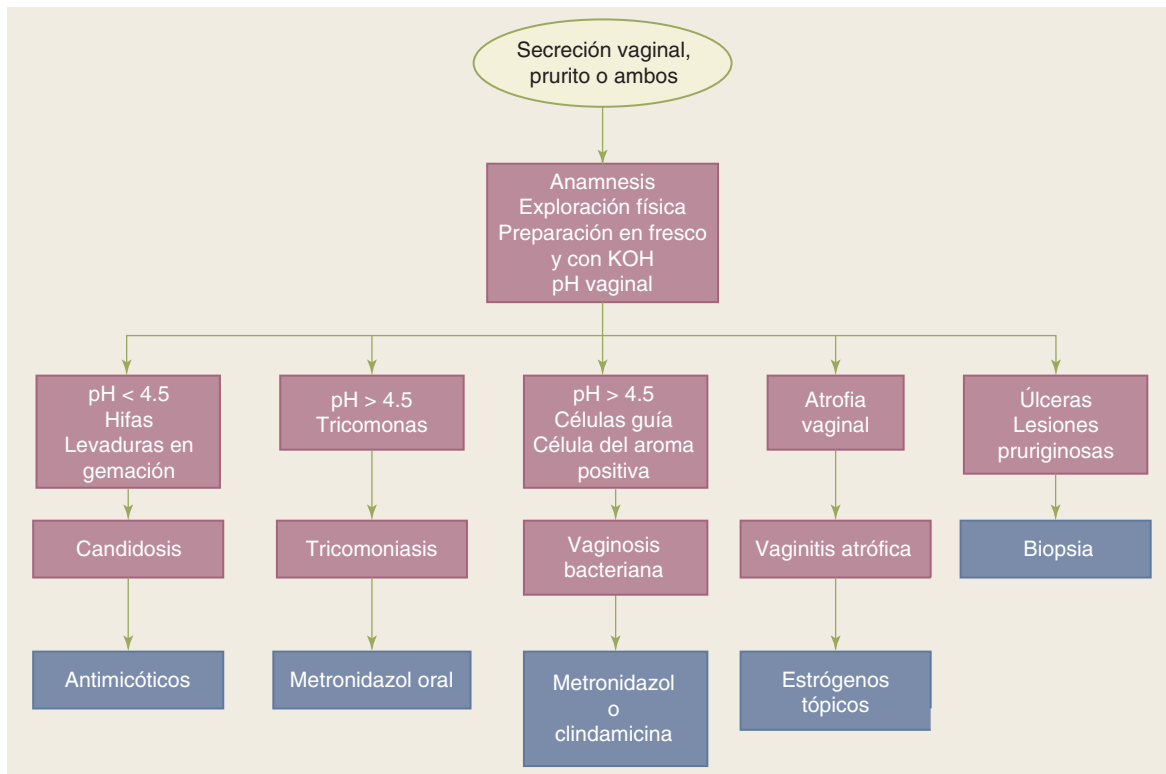 Secreción vaginal,
prurito o ambos
Anamnesis
Exploración física
Preparación en fresco
y con KOH
pH vaginal
pH < 4.5
Hifas
Levaduras en
gemación
pH > 4.5
Tricomonas
pH > 4.5
Células guía
Célula del aroma
positiva
Atrofia
vaginal
Úlceras
Lesiones
pruriginosas
Candidosis
Tricomoniasis
Vaginosis
bacteriana
Vaginitis atrófica
Biopsia
Antimicóticos
Metronidazol oral
Metronidazol
o
clindamicina
Estrógenos
tópicos